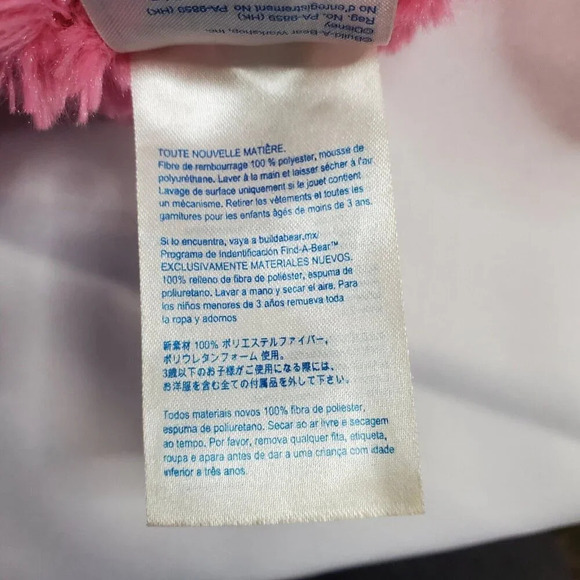 ©Build-A-Bear Workshop, Inc.
©Disney
Reg. No. PA-9859 (HK)
No d'enregistrement No PA-9859 (HK)
TOUTE NOUVELLE MATIÈRE.
Fibre de rembourrage 100 % polyester, mousse de
polyuréthane. Laver à la main et laisser sécher à l'air.
Lavage de surface uniquement si le jouet contient
un mécanisme. Retirer les vêtements et toutes les
garnitures pour les enfants âgés de moins de 3 ans.
Si lo encuentra, vaya a buildabear.mx/
Programa de Indentificación Find-A-Bear™
EXCLUSIVAMENTE MATERIALES NUEVOS.
100% relleno de fibra de poliéster, espuma de
poliuretano. Lavar a mano y secar el aire. Para
los niños menores de 3 años remueva toda
la ropa y adornos
新素材 100% ポリエステルファイバー,
ポリウレタンフォーム 使用。
3歳以下のお子様がご使用になる際には、
お洋服を含む全ての付属品を外して下さい。
Todos materiais novos 100% fibra de poliester,
espuma de poliuretano. Secar ao ar livre e secagem
ao tempo. Por favor, remova qualquer fita, etiqueta,
roupa e apara antes de dar a uma criança com idade
inferior a três anos.